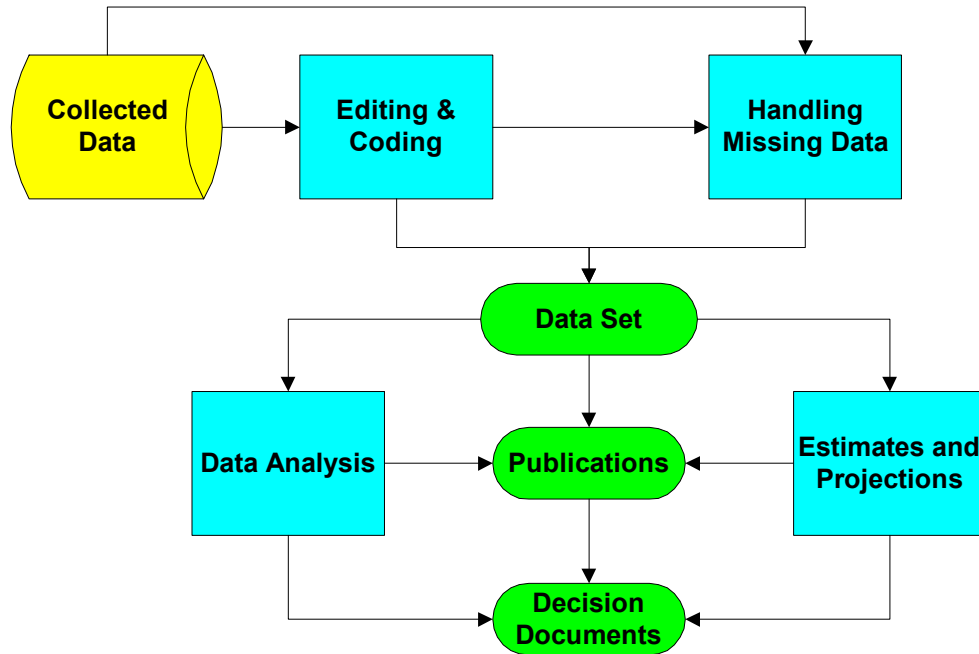 Collected
Data
Editing &
Coding
Handling
Missing Data
Data Set
Data Analysis
Publications
Estimates and
Projections
Decision
Documents